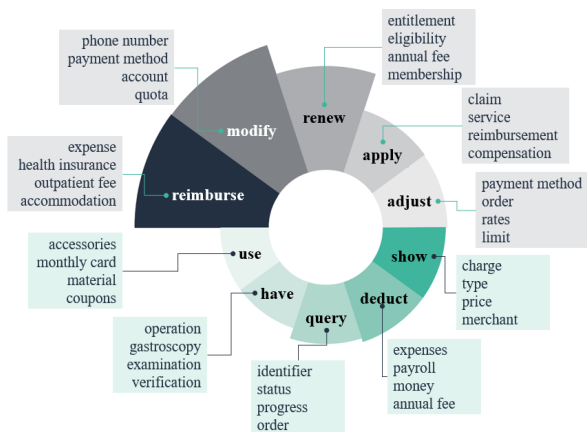 entitlement
eligibility
annual fee
membership
phone number
payment method
account
quota
modify
renew
claim
service
reimbursement
compensation
apply
expense
health insurance
outpatient fee
accommodation
reimburse
adjust
payment method
order
rates
limit
accessories
monthly card
material
coupons
use
show
charge
type
price
merchant
have
query
deduct
operation
gastroscopy
examination
verification
identifier
status
progress
order
expenses
payroll
money
annual fee